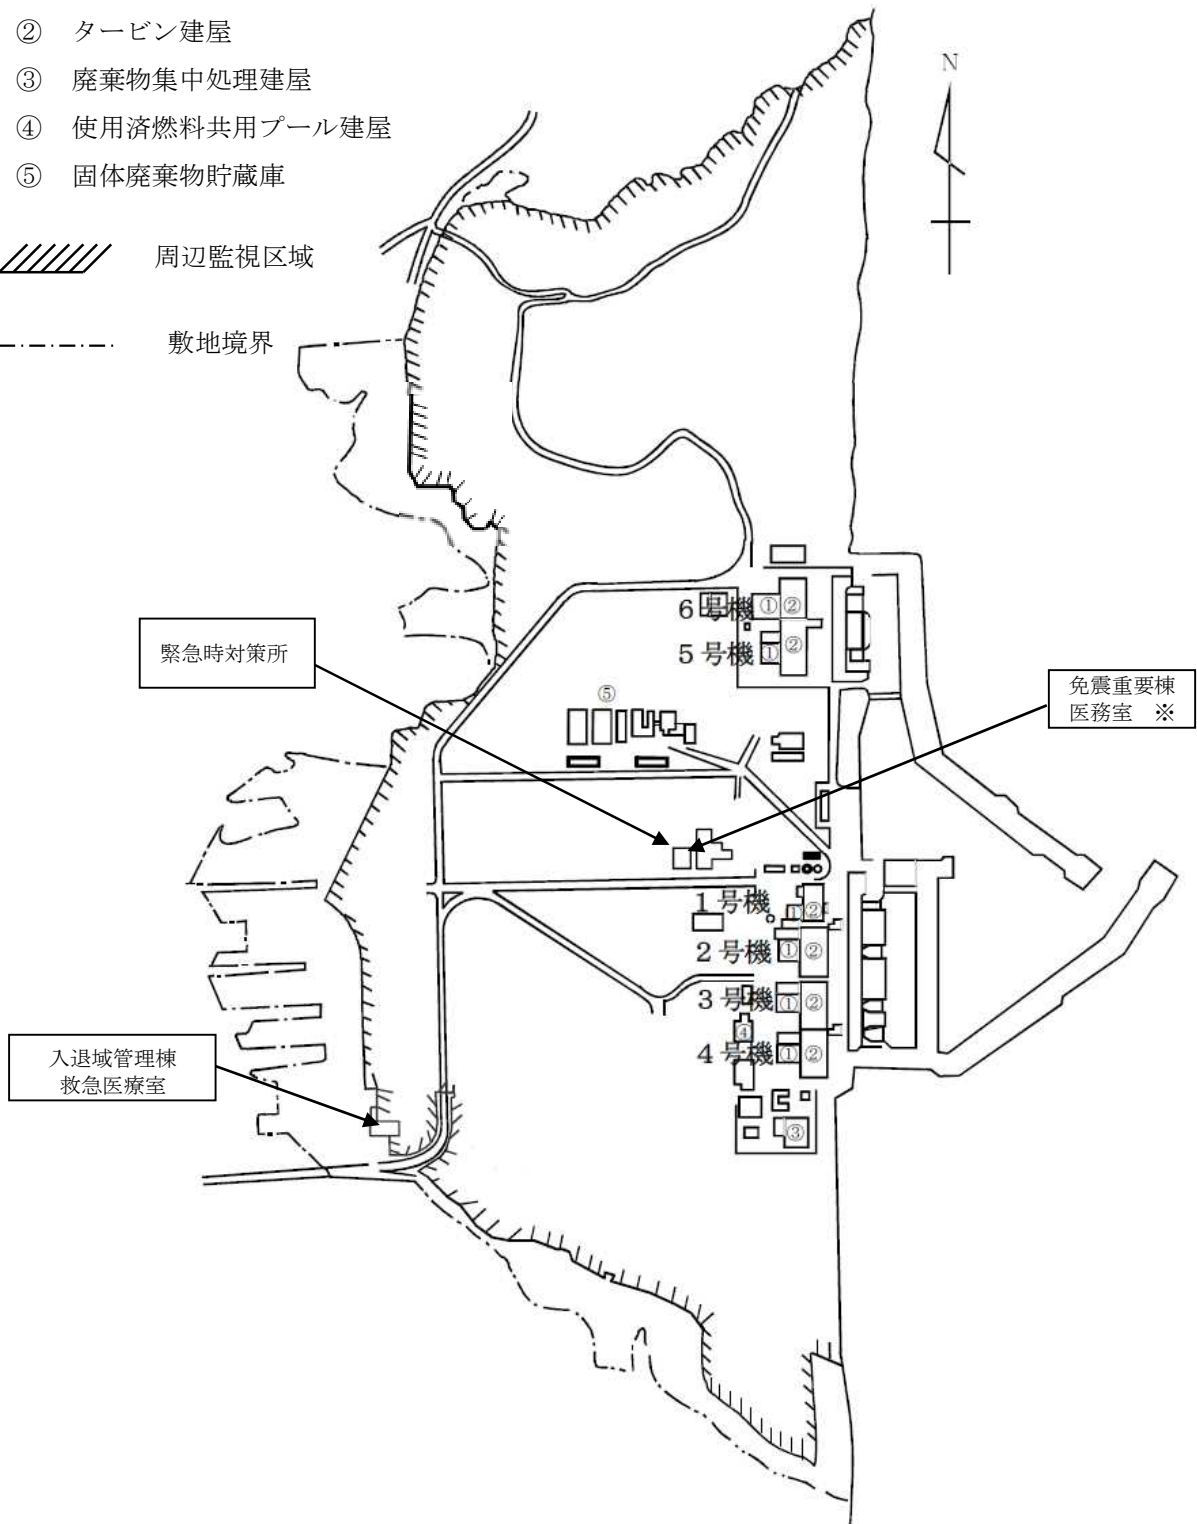 ② タービン建屋
③ 廃棄物集中処理建屋
④ 使用済燃料共用プール建屋
⑤ 固体廃棄物貯蔵庫
周辺監視区域
敷地境界
N
6号機 ① ②
5号機 ① ②
緊急時対策所
免震重要棟
医務室 ※
⑤
1号機 ① ②
2号機 ① ②
3号機 ① ②
④
4号機 ① ②
入退域管理棟
救急医療室
③